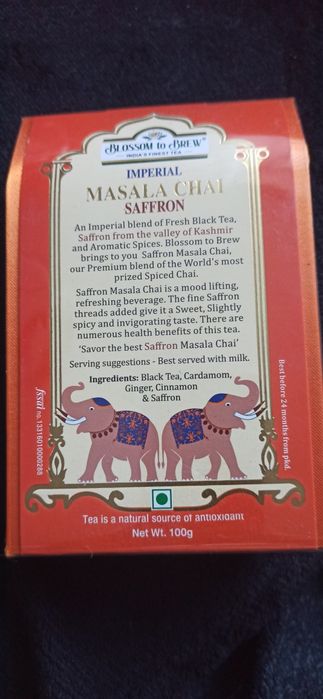 BLOSSOM to BREW
INDIA'S FINEST TEA
IMPERIAL
MASALA CHAI
SAFFRON
An Imperial blend of Fresh Black Tea,
Saffron from the valley of Kashmir
and Aromatic Spices. Blossom to Brew
brings to you Saffron Masala Chai,
our Premium blend of the World's most
prized Spiced Chai.
Saffron Masala Chai is a mood lifting,
refreshing beverage. The fine Saffron
threads added give it a Sweet, Slightly
spicy and invigorating taste. There are
numerous health benefits of this tea.
'Savor the best Saffron Masala Chai'
Serving suggestions - Best served with milk.
Ingredients: Black Tea, Cardamom,
Ginger, Cinnamon
& Saffron
fssai no. 13316010000288
Best before 24 months from pkd.
Tea is a natural source of antioxidant
Net Wt. 100g